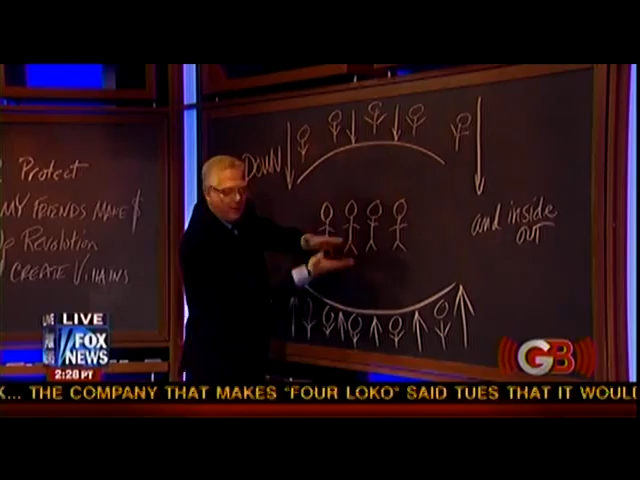 Protect
MY FRIENDS MAKE $
Revolution
CREATE VILLAINS
DOWN
and inside
OUT
LIVE
LIVE
FOX
NEWS
2:28 PT
GB
... THE COMPANY THAT MAKES "FOUR LOKO" SAID TUES THAT IT WOUL